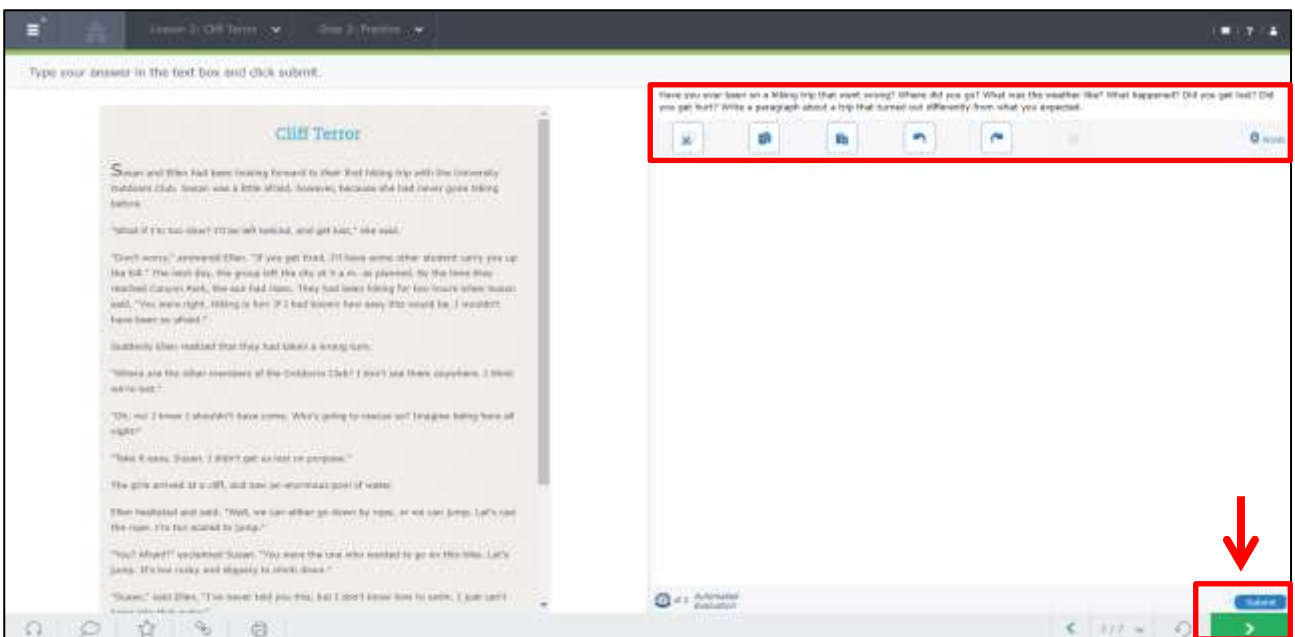 Lesson 2: Cliff Terror
Step 2: Practice
?
Type your answer in the text box and click submit.
Have you ever been on a hiking trip that went wrong? Where did you go? What was the weather like? What happened? Did you get lost? Did
you get hurt? Write a paragraph about a trip that turned out differently from what you expected.
0 words
Cliff Terror
Susan and Ellen had been looking forward to their first hiking trip with the University
Outdoors Club. Susan was a little afraid, however, because she had never gone hiking
before.
"What if I'm too slow? I'll be left behind, and get lost," she said.
"Don't worry," answered Ellen. "If you get tired, I'll have some other student carry you up
the hill." The next day, the group left the city at 5 a.m. as planned. By the time they
reached Canyon Park, the sun had risen. They had been hiking for two hours when Susan
said, "You were right. Hiking is fun! If I had known how easy this would be, I wouldn't
have been so afraid."
Suddenly Ellen realized that they had taken a wrong turn.
"Where are the other members of the Outdoors Club? I don't see them anywhere. I think
we're lost."
"Oh, no! I knew I shouldn't have come. Who's going to rescue us? Imagine being here all
night!"
"Take it easy, Susan. I didn't get us lost on purpose."
The girls arrived at a cliff, and saw an enormous pool of water.
Ellen hesitated and said, "Well, we can either go down by rope, or we can jump. Let's use
the rope. I'm too scared to jump."
"You? Afraid?" exclaimed Susan. "You were the one who wanted to go on this hike. Let's
jump. It's too rocky and slippery to climb down."
"Susan," said Ellen, "I've never told you this, but I don't know how to swim. I just can't
jump into that water."
Automated
evaluation
Submit